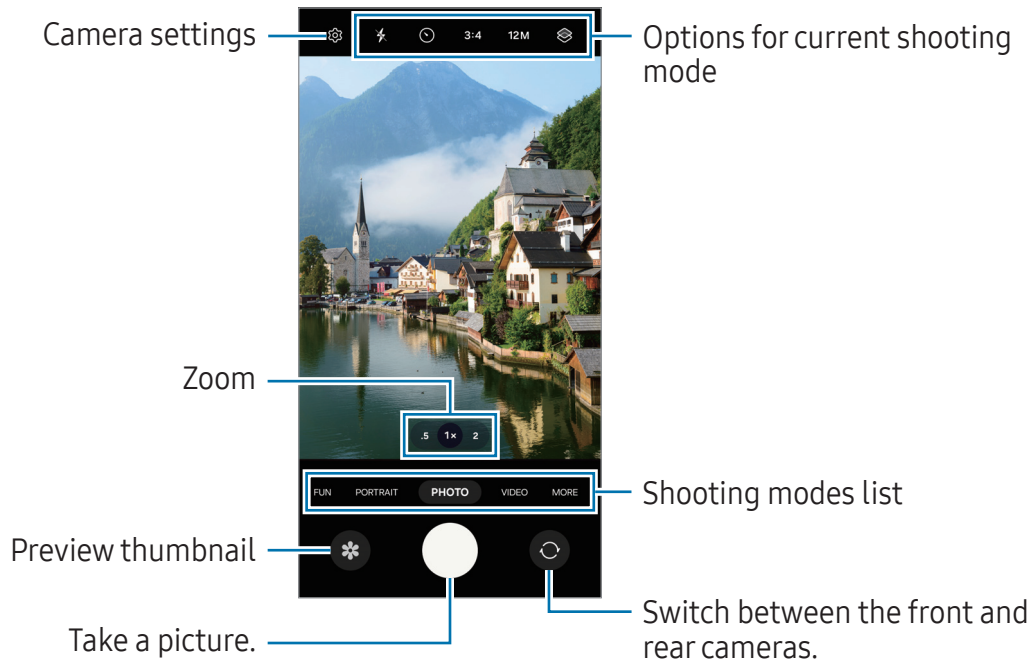 Camera settings
3:4
12M
Options for current shooting
mode
Zoom
.5 1× 2
FUN PORTRAIT PHOTO VIDEO MORE
Shooting modes list
Preview thumbnail
Take a picture.
Switch between the front and
rear cameras.